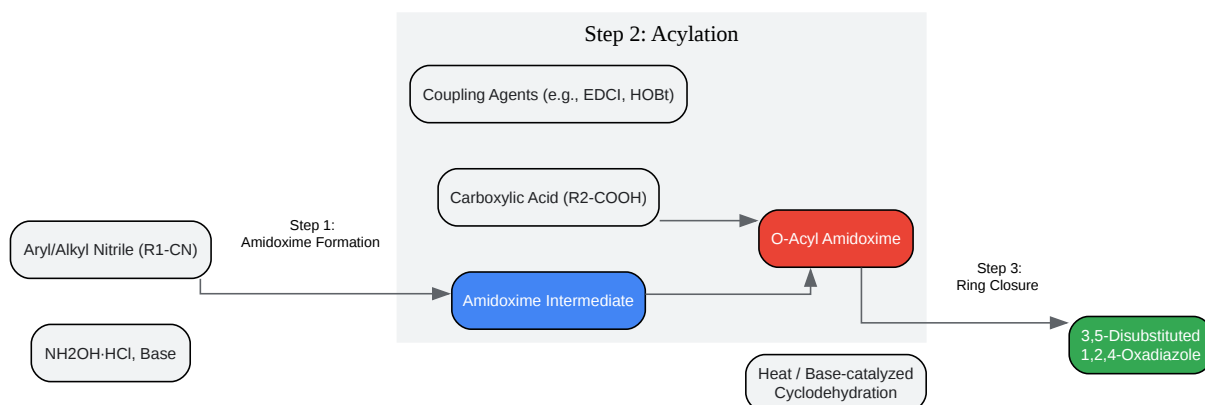 Step 2: Acylation
Coupling Agents (e.g., EDCI, HOBt)
Carboxylic Acid (R2-COOH)
Step 1:
Amidoxime Formation
Aryl/Alkyl Nitrile (R1-CN)
O-Acyl Amidoxime
Step 3:
Ring Closure
Amidoxime Intermediate
NH2OH·HCl, Base
3,5-Disubstituted
1,2,4-Oxadiazole
Heat / Base-catalyzed
Cyclodehydration